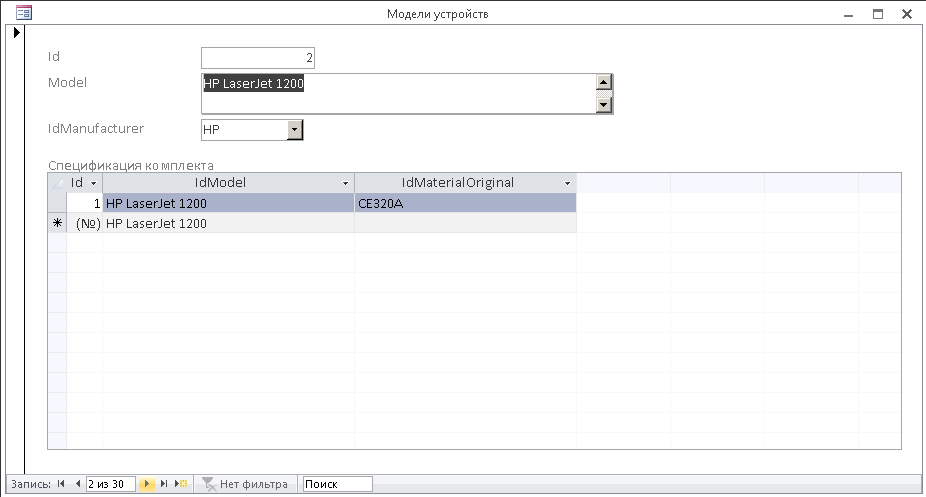 Модели устройств
Id 2
Model HP LaserJet 1200
IdManufacturer HP
Спецификация комплекта
Id IdModel IdMaterialOriginal
1 HP LaserJet 1200 CE320A
(№) HP LaserJet 1200
Запись: 2 из 30 Нет фильтра Поиск